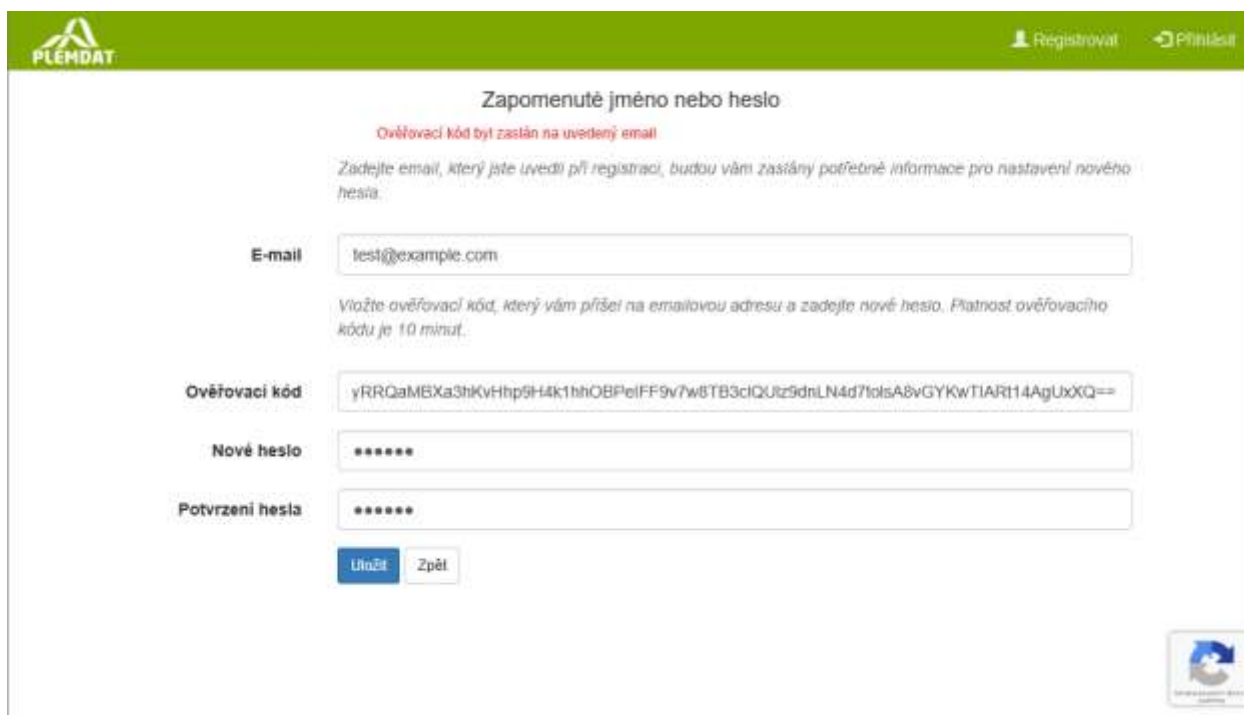 PLEMDAT
Registrovat
Přihlásit
Zapomenuté jméno nebo heslo
Ověřovací kód byl zaslán na uvedený email
Zadejte email, který jste uvedli při registraci, budou vám zaslány potřebné informace pro nastavení nového
hesla.
E-mail
test@example.com
Vložte ověřovací kód, který vám přišel na emailovou adresu a zadejte nové heslo. Platnost ověřovacího
kódu je 10 minut.
Ověřovací kód
Nové heslo
••••••
Potvrzení hesla
••••••
Uložit
Zpět